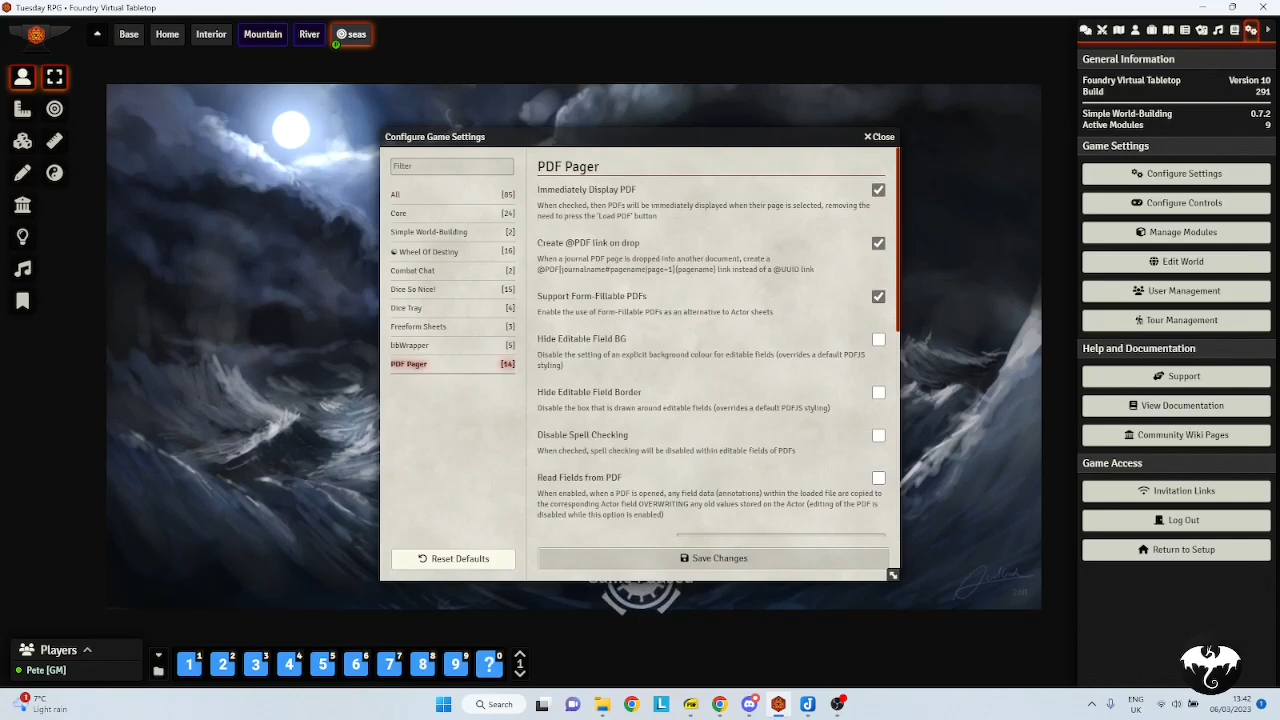 Tuesday RPG • Foundry Virtual Tabletop
Base
Home
Interior
Mountain
River
seas
Configure Game Settings
Close
Filter
All [85]
Core [24]
Simple World-Building [2]
Wheel Of Destiny [16]
Combat Chat [2]
Dice So Nice! [15]
Dice Tray [4]
Freeform Sheets [3]
libWrapper [5]
PDF Pager [14]
Reset Defaults
PDF Pager
Immediately Display PDF
When checked, then PDFs will be immediately displayed when their page is selected, removing the
need to press the 'Load PDF' button
Create @PDF link on drop
When a journal PDF page is dropped into another document, create a
@PDF[journalname#pagename|page=1]{pagename} link instead of a @UUID link
Support Form-Fillable PDFs
Enable the use of Form-Fillable PDFs as an alternative to Actor sheets
Hide Editable Field BG
Disable the setting of an explicit background colour for editable fields (overrides a default PDFJS
styling)
Hide Editable Field Border
Disable the box that is drawn around editable fields (overrides a default PDFJS styling)
Disable Spell Checking
When checked, spell checking will be disabled within editable fields of PDFs
Read Fields from PDF
When enabled, when a PDF is opened, any field data (annotations) within the loaded file are copied to
the corresponding Actor field OVERWRITING any old values stored on the Actor (editing of the PDF is
disabled while this option is enabled)
Save Changes
General Information
Foundry Virtual Tabletop Version 10
Build 291
Simple World-Building 0.7.2
Active Modules 9
Game Settings
Configure Settings
Configure Controls
Manage Modules
Edit World
User Management
Tour Management
Help and Documentation
Support
View Documentation
Community Wiki Pages
Game Access
Invitation Links
Log Out
Return to Setup
2011
Players
Pete [GM]
1 1
2 2
3 3
4 4
5 5
6 6
7 7
8 8
9 9
? 0
1
1
7°C
Light rain
Search
L
PDF
ENG
UK
13:42
06/03/2023
1